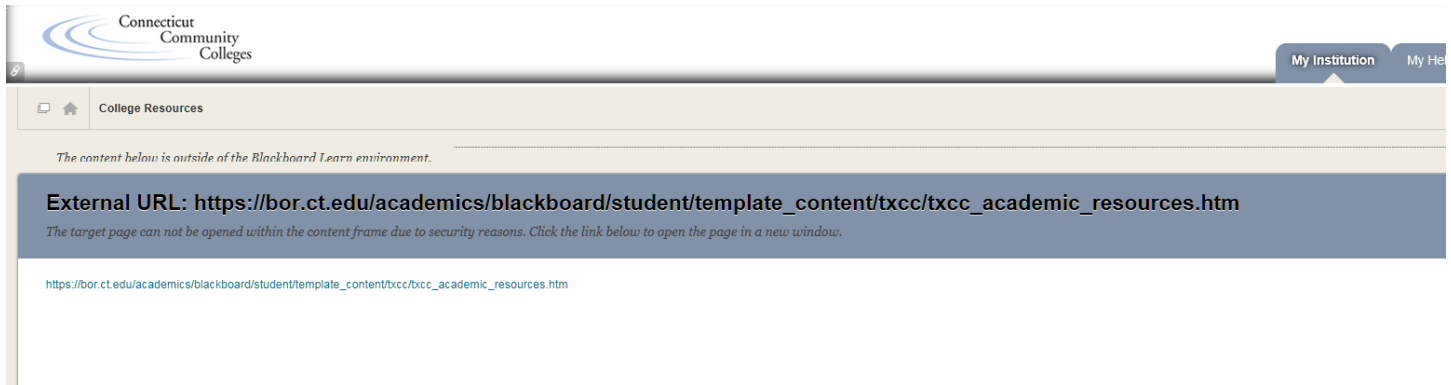 Connecticut
Community
Colleges
My Institution
College Resources
The content below is outside of the Blackboard Learn environment.
External URL: https://bor.ct.edu/academics/blackboard/student/template_content/txcc/txcc_academic_resources.htm
The target page can not be opened within the content frame due to security reasons. Click the link below to open the page in a new window.
https://bor.ct.edu/academics/blackboard/student/template_content/txcc/txcc_academic_resources.htm